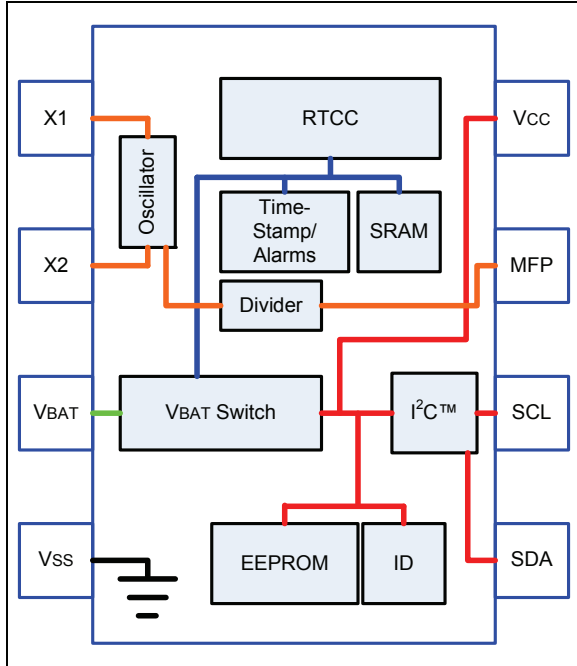 X1
RTCC
VCC
Oscillator
Time-
Stamp/
Alarms
SRAM
X2
MFP
Divider
VBAT
VBAT Switch
I²C™
SCL
VSS
EEPROM
ID
SDA